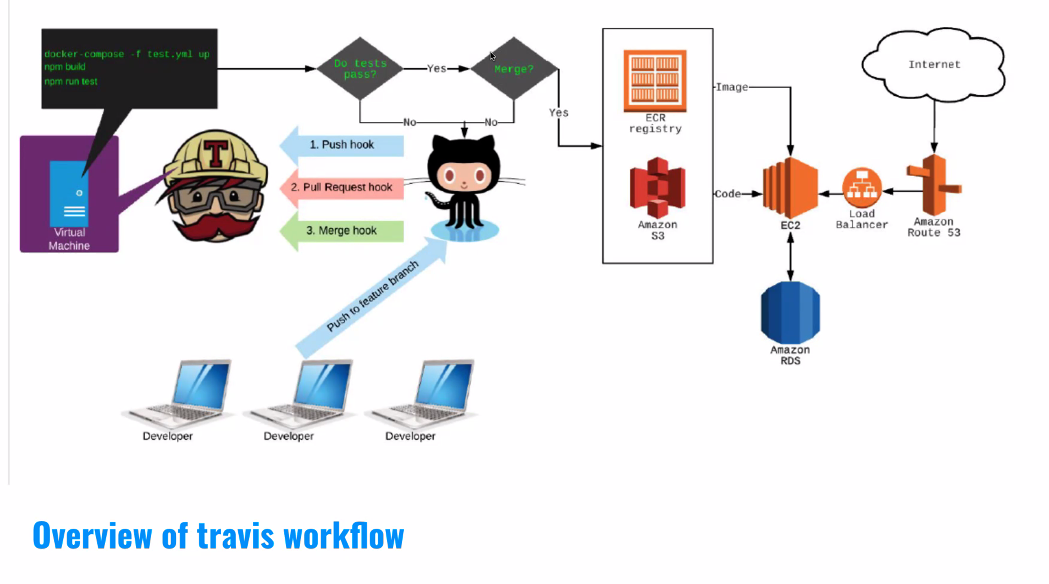 docker-compose -f test.yml up
npm build
npm run test
Do tests
pass?
Yes
Merge?
No
No
Yes
Virtual
Machine
T
1. Push hook
2. Pull Request hook
3. Merge hook
Push to feature branch
Developer
Developer
Developer
ECR
registry
Amazon
S3
Image
Code
EC2
Load
Balancer
Amazon
Route 53
Internet
Amazon
RDS
Overview of travis workflow